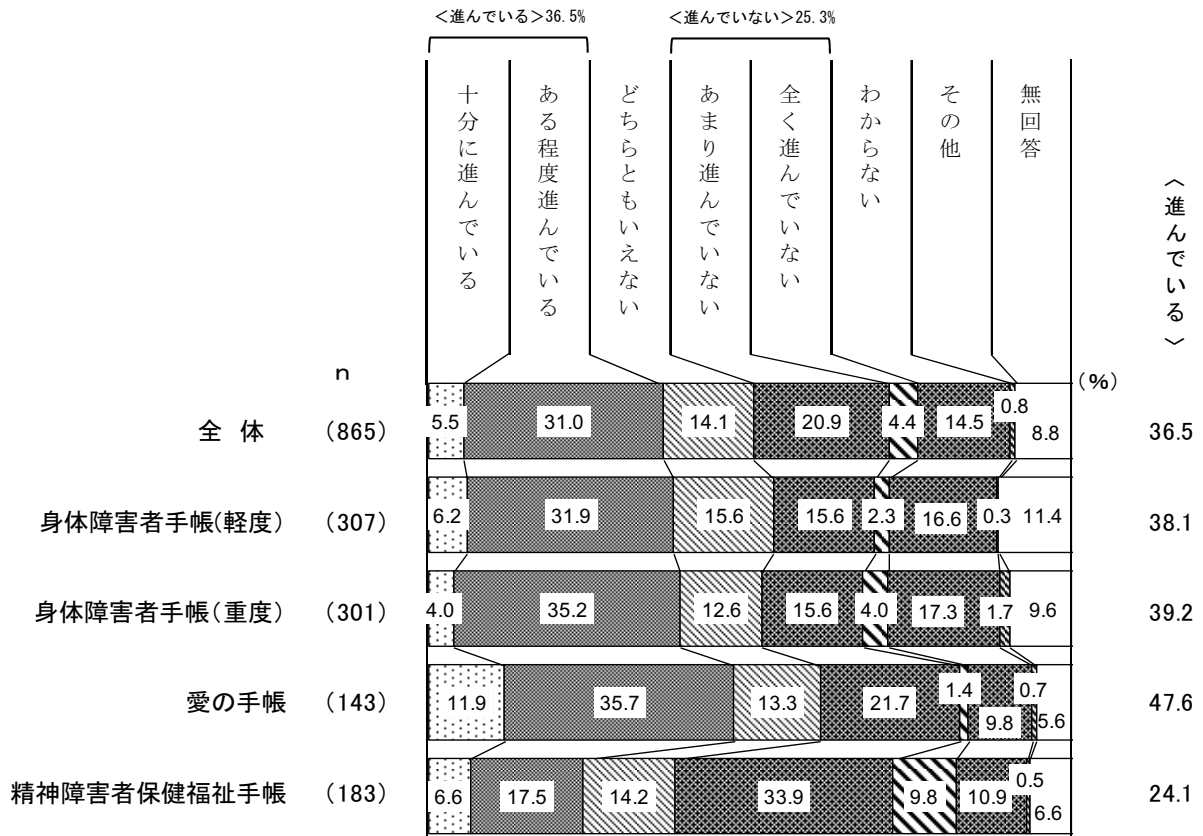 ＜進んでいる＞36.5%
＜進んでいない＞25.3%
十分に進んでいる
ある程度進んでいる
どちらともいえない
あまり進んでいない
全く進んでいない
わからない
その他
無回答
＜進んでいる＞
n
(%)
全 体 (865) 5.5 31.0 14.1 20.9 4.4 14.5 0.8 8.8 36.5
身体障害者手帳(軽度) (307) 6.2 31.9 15.6 15.6 2.3 16.6 0.3 11.4 38.1
身体障害者手帳(重度) (301) 4.0 35.2 12.6 15.6 4.0 17.3 1.7 9.6 39.2
愛の手帳 (143) 11.9 35.7 13.3 21.7 1.4 9.8 0.7 5.6 47.6
精神障害者保健福祉手帳 (183) 6.6 17.5 14.2 33.9 9.8 10.9 0.5 6.6 24.1